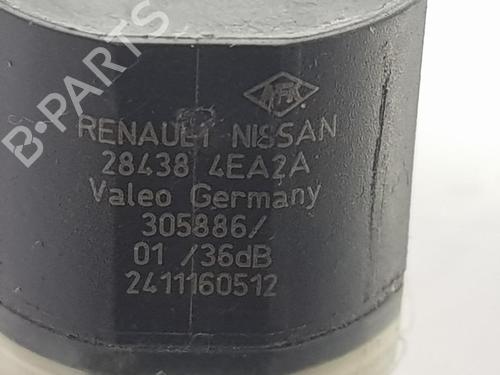 B-PARTS
RENAULT NISSAN
28438 4EA2A
Valeo Germany
305886/
01 /36dB
2411160512